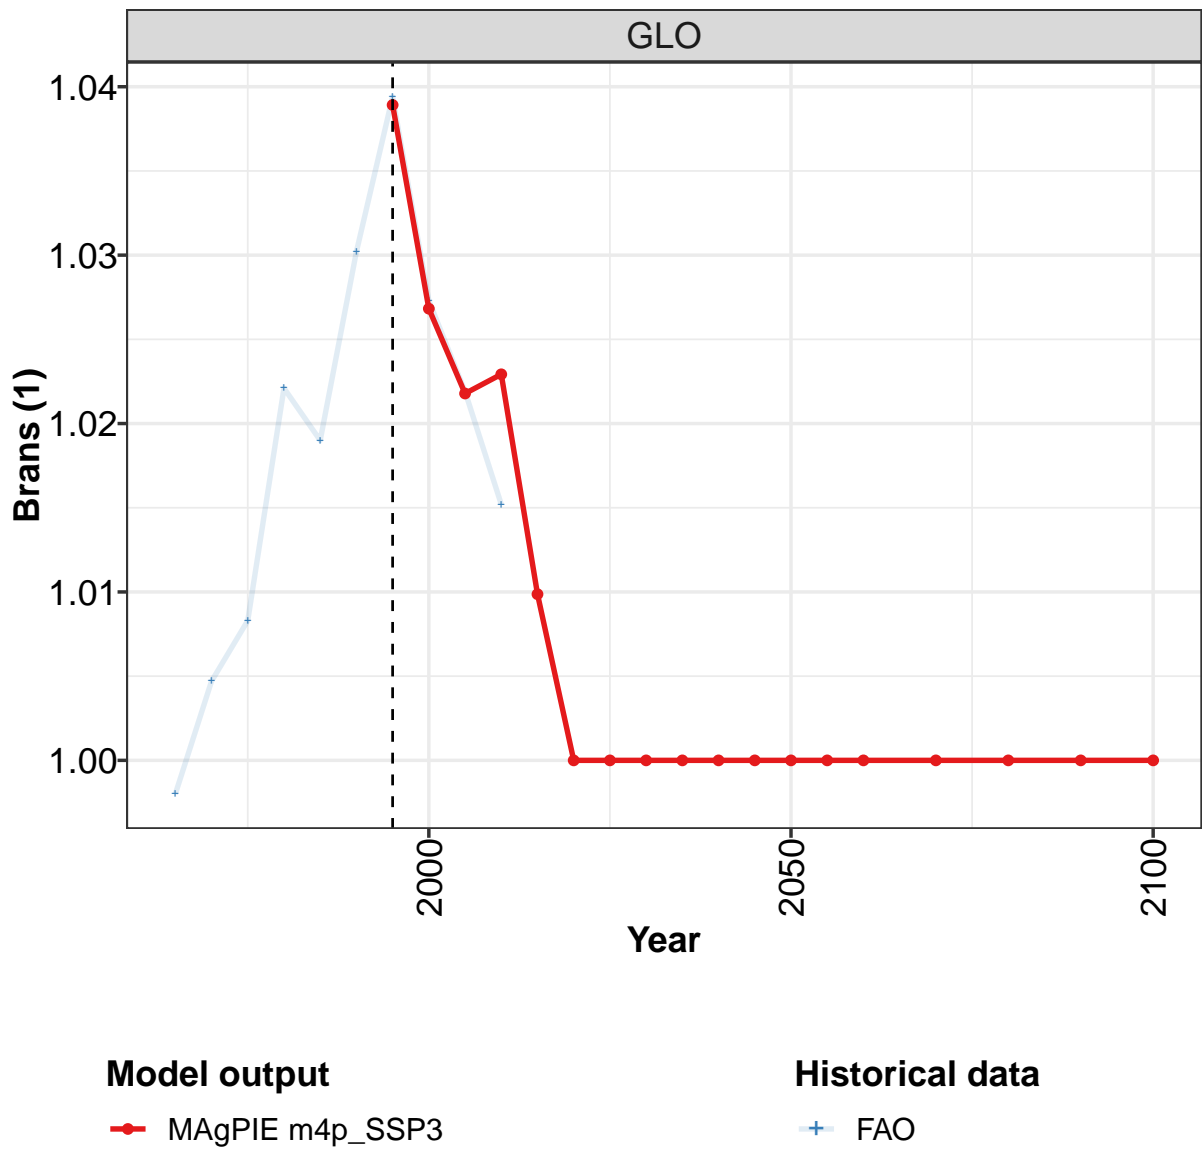 GLO
1.04
1.03
1.02
1.01
1.00
Brans (1)
2000 2050 2100
Year
Model output Historical data
MAgPIE m4p_SSP3 FAO